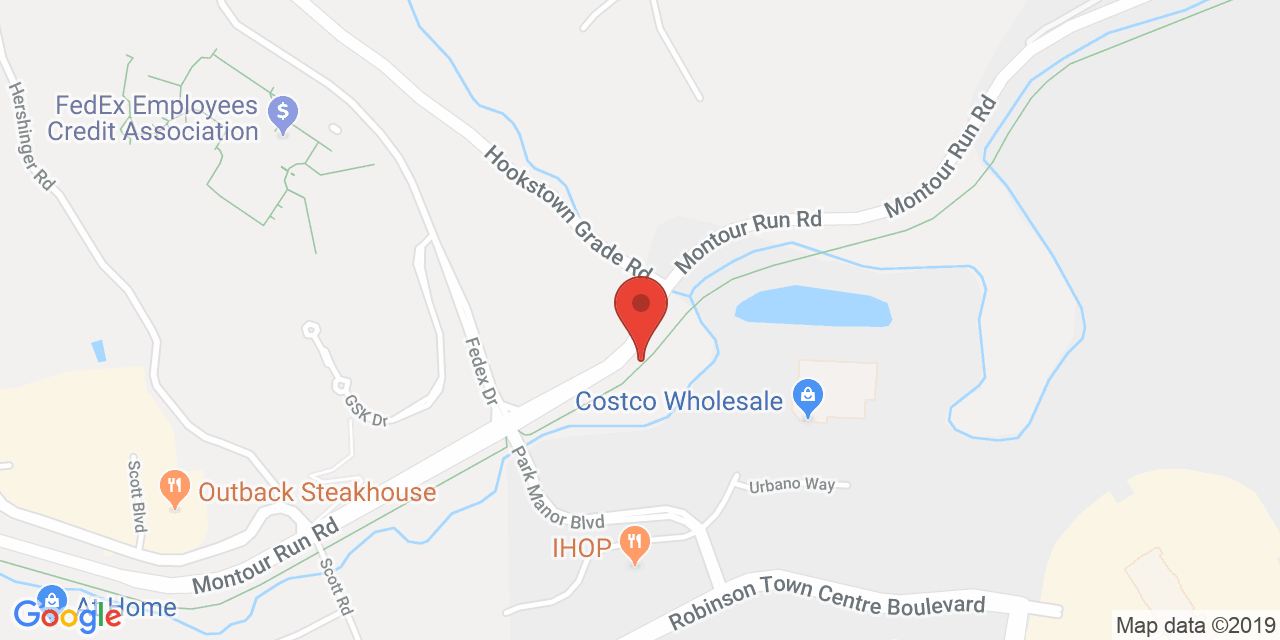 Hershinger Rd
FedEx Employees
Credit Association
Hookstown Grade Rd
Montour Run Rd
Montour Run Rd
Fedex Dr
GSK Dr
Costco Wholesale
Scott Blvd
Outback Steakhouse
Park Manor Blvd
Urbano Way
IHOP
Montour Run Rd
Scott Rd
At Home
Robinson Town Centre Boulevard
Google
Map data ©2019